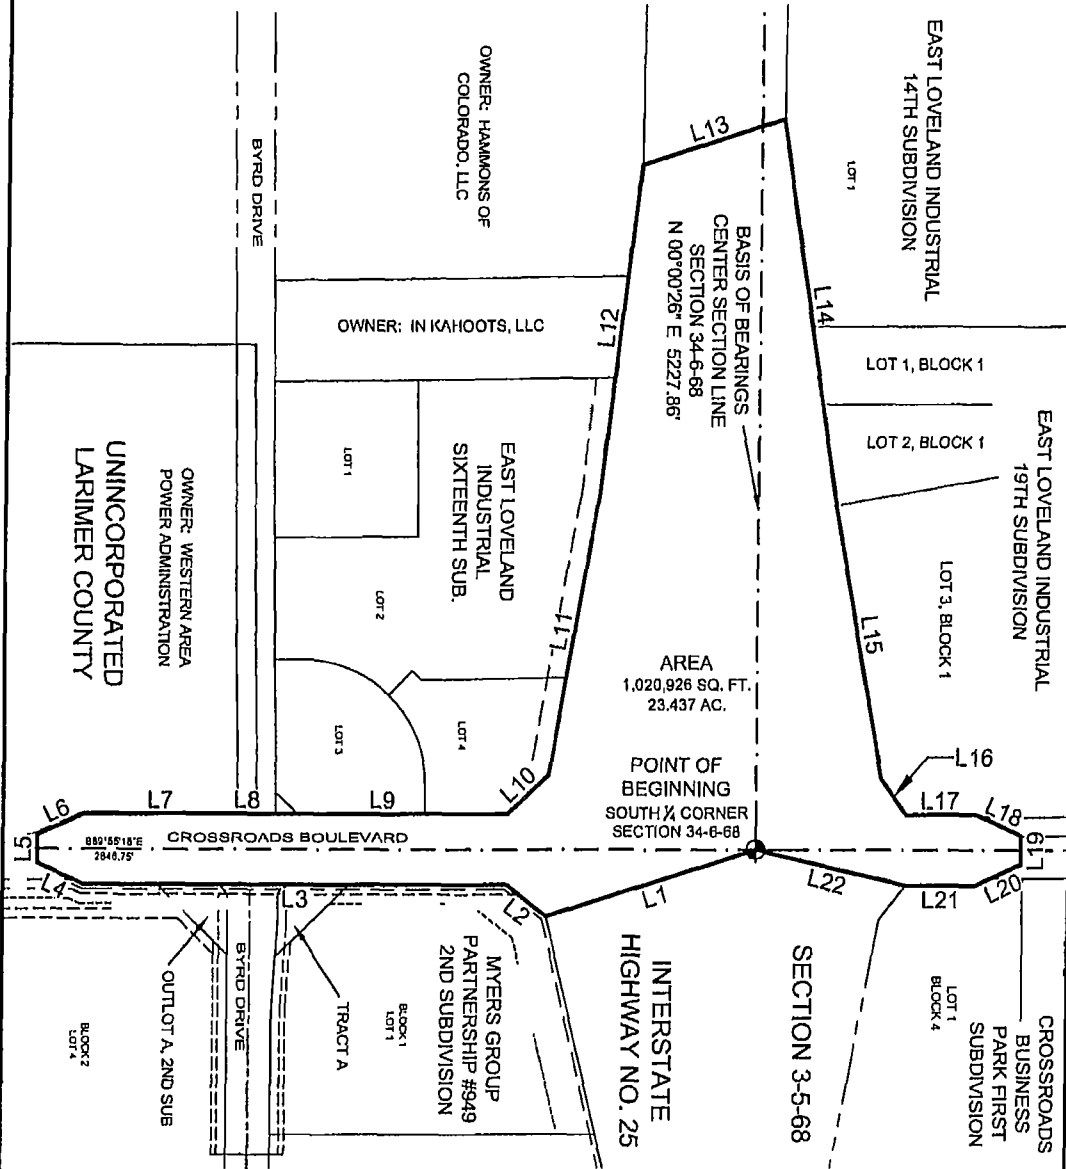 EAST LOVELAND INDUSTRIAL
14TH SUBDIVISION
LOT 1
OWNER: HAMMONS OF
COLORADO, LLC
BYRD DRIVE
L13
BASIS OF BEARINGS
CENTER SECTION LINE
SECTION 34-6-68
N 00°00'26" E 5227.86'
L14
L12
OWNER: IN KAHOOTS, LLC
LOT 1, BLOCK 1
LOT 2, BLOCK 1
EAST LOVELAND INDUSTRIAL
19TH SUBDIVISION
LOT 3, BLOCK 1
LOT 1
EAST LOVELAND
INDUSTRIAL
SIXTEENTH SUB.
LOT 2
LOT 3
LOT 4
OWNER: WESTERN AREA
POWER ADMINISTRATION
UNINCORPORATED
LARIMER COUNTY
L11
L15
AREA
1,020,926 SQ. FT.
23.437 AC.
POINT OF
BEGINNING
SOUTH ¼ CORNER
SECTION 34-6-68
L16
L10
L17
L18
L19
L20
L21
L22
L6
L7
L8
L9
L5
CROSSROADS BOULEVARD
2646.75'
L4
L3
L2
L1
OUTLOT A, 2ND SUB
BYRD DRIVE
TRACT A
BLOCK 2
LOT 4
BLOCK 1
LOT 1
MYERS GROUP
PARTNERSHIP #949
2ND SUBDIVISION
INTERSTATE
HIGHWAY NO. 25
SECTION 3-5-68
LOT 1
BLOCK 4
CROSSROADS
BUSINESS
PARK FIRST
SUBDIVISION